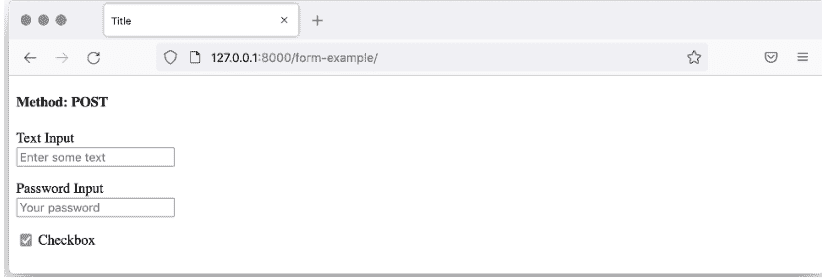 Title
127.0.0.1:8000/form-example/
Method: POST
Text Input
Enter some text
Password Input
Your password
Checkbox